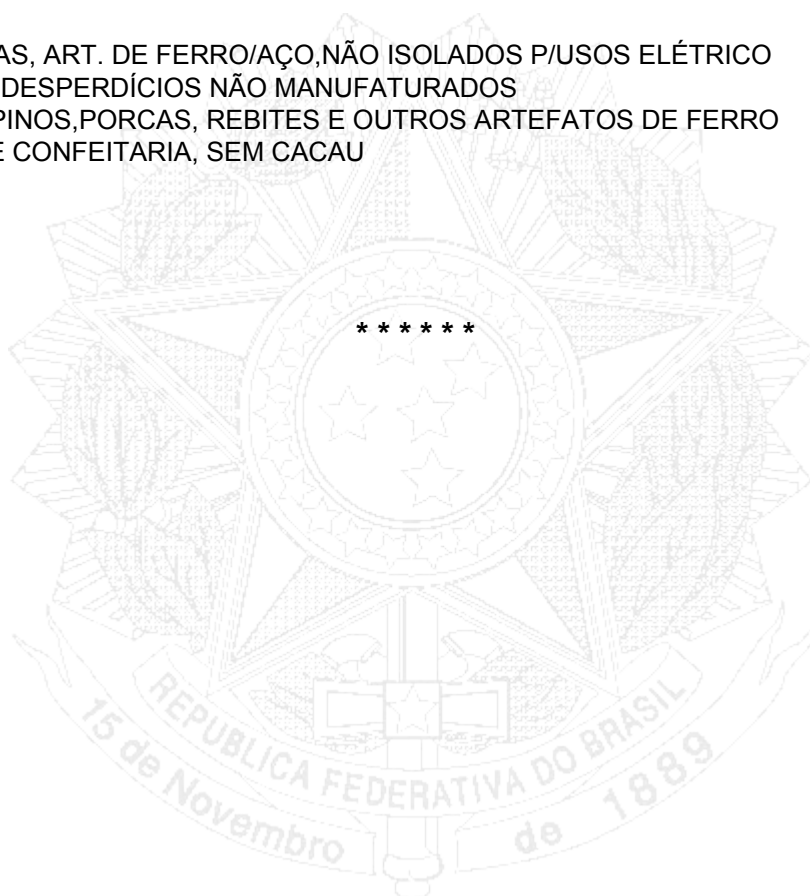 AS, ART. DE FERRO/AÇO,NÃO ISOLADOS P/USOS ELÉTRICO
DESPERDÍCIOS NÃO MANUFATURADOS
PINOS,PORCAS, REBITES E OUTROS ARTEFATOS DE FERRO
E CONFEITARIA, SEM CACAU
* * * * * *
REPUBLICA FEDERATIVA DO BRASIL
15 de Novembro de 1889